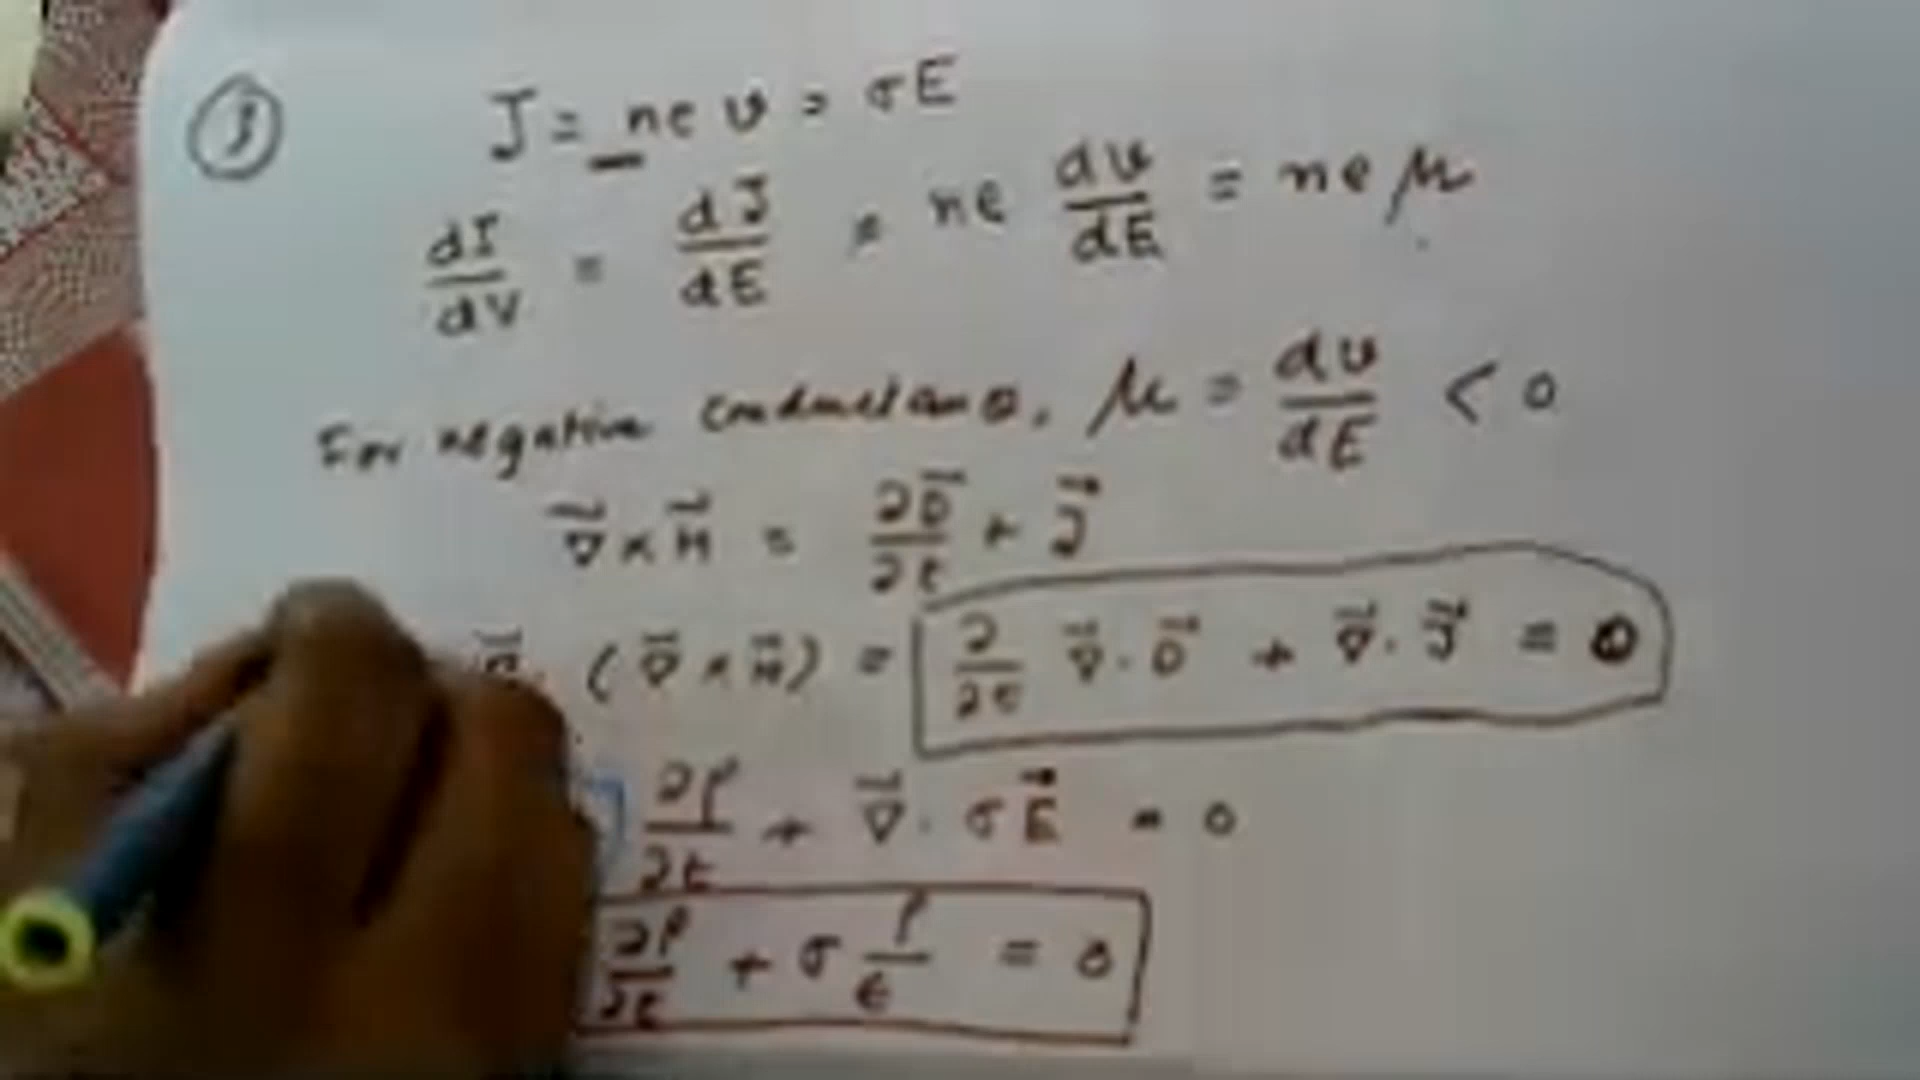 3
J = nev = σE
dI/dV = dJ/dE = ne dv/dE = neμ
For negative conductance, μ = dv/dE < 0
∇⃗ × H⃗ = ∂D⃗/∂t + J⃗
∇⃗ · (∇⃗ × H⃗) = ∂/∂t ∇⃗ · D⃗ + ∇⃗ · J⃗ = 0
∂ρ/∂t + ∇⃗ · σE⃗ = 0
∂ρ/∂t + σ ρ/ϵ = 0